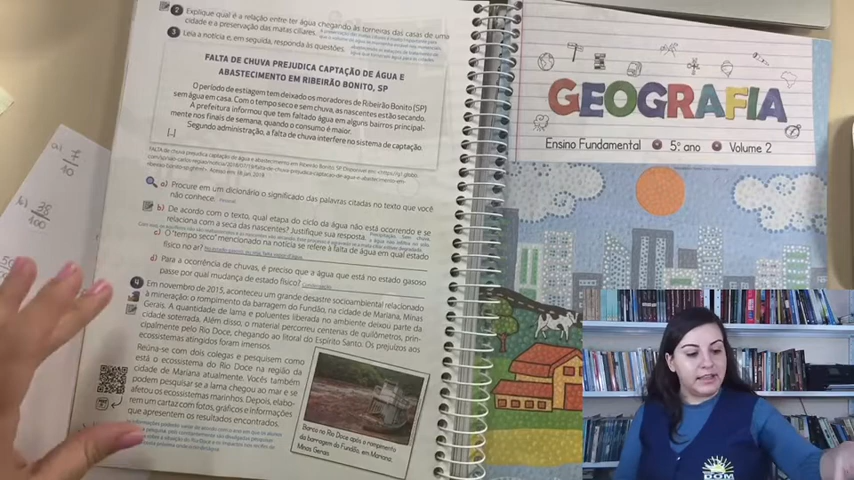 2 Explique qual é a relação entre ter água chegando às torneiras das casas de uma
cidade e a preservação das matas ciliares.
3 Leia a notícia e, em seguida, responda às questões.
FALTA DE CHUVA PREJUDICA CAPTAÇÃO DE ÁGUA E
ABASTECIMENTO EM RIBEIRÃO BONITO, SP
O período de estiagem tem deixado os moradores de Ribeirão Bonito (SP)
sem água em casa. Com o tempo seco e sem chuva, as nascentes estão secando.
A prefeitura informou que tem faltado água em alguns bairros principal-
mente nos finais de semana, quando o consumo é maior.
Segundo administração, a falta de chuva interfere no sistema de captação.
[...]
a) Procure em um dicionário o significado das palavras citadas no texto que você
não conhece. Pessoal.
b) De acordo com o texto, qual etapa do ciclo da água não está ocorrendo e se
relaciona com a seca das nascentes? Justifique sua resposta.
c) O "tempo seco" mencionado na notícia se refere à falta de água em qual estado
físico no ar?
d) Para a ocorrência de chuvas, é preciso que a água que está no estado gasoso
passe por qual mudança de estado físico? Condensação.
4 Em novembro de 2015, aconteceu um grande desastre socioambiental relacionado
à mineração: o rompimento da barragem do Fundão, na cidade de Mariana, Minas
Gerais. A quantidade de lama e poluentes liberada no ambiente deixou parte da
cidade soterrada. Além disso, o material percorreu centenas de quilômetros, prin-
cipalmente pelo Rio Doce, chegando ao litoral do Espírito Santo. Os prejuízos aos
ecossistemas atingidos foram imensos.
Reúna-se com dois colegas e pesquisem como
está o ecossistema do Rio Doce na região da
cidade de Mariana atualmente. Vocês também
podem pesquisar se a lama chegou ao mar e se
afetou os ecossistemas marinhos. Depois, elabo-
rem um cartaz com fotos, gráficos e informações
que apresentem os resultados encontrados.
Barco no Rio Doce após o rompimento
da barragem do Fundão, em Mariana,
Minas Gerais
a) 7
10
b) 38
100
GEOGRAFIA
Ensino Fundamental 5º ano Volume 2
DOM